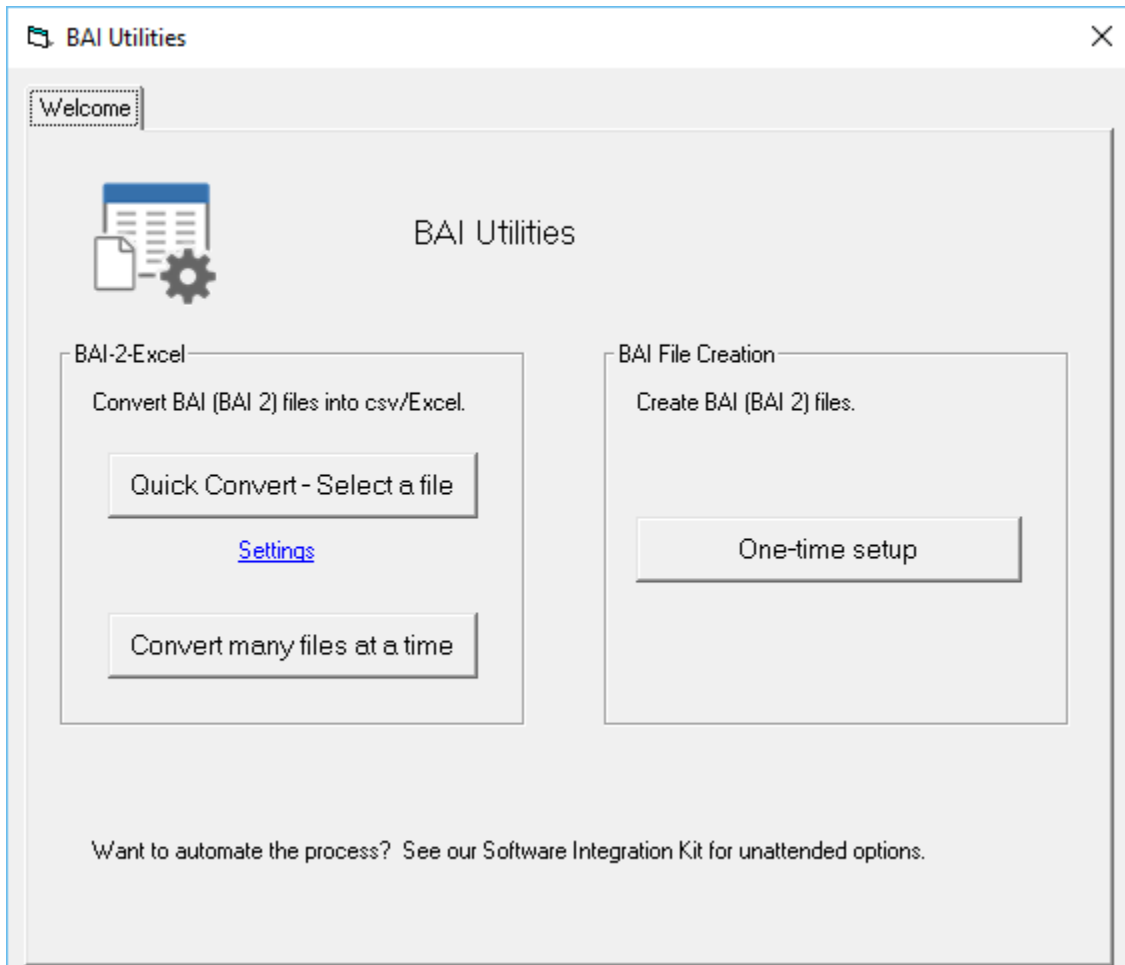 BAI Utilities
Welcome
BAI Utilities
BAI-2-Excel
Convert BAI (BAI 2) files into csv/Excel.
Quick Convert - Select a file
Settings
Convert many files at a time
BAI File Creation
Create BAI (BAI 2) files.
One-time setup
Want to automate the process?  See our Software Integration Kit for unattended options.